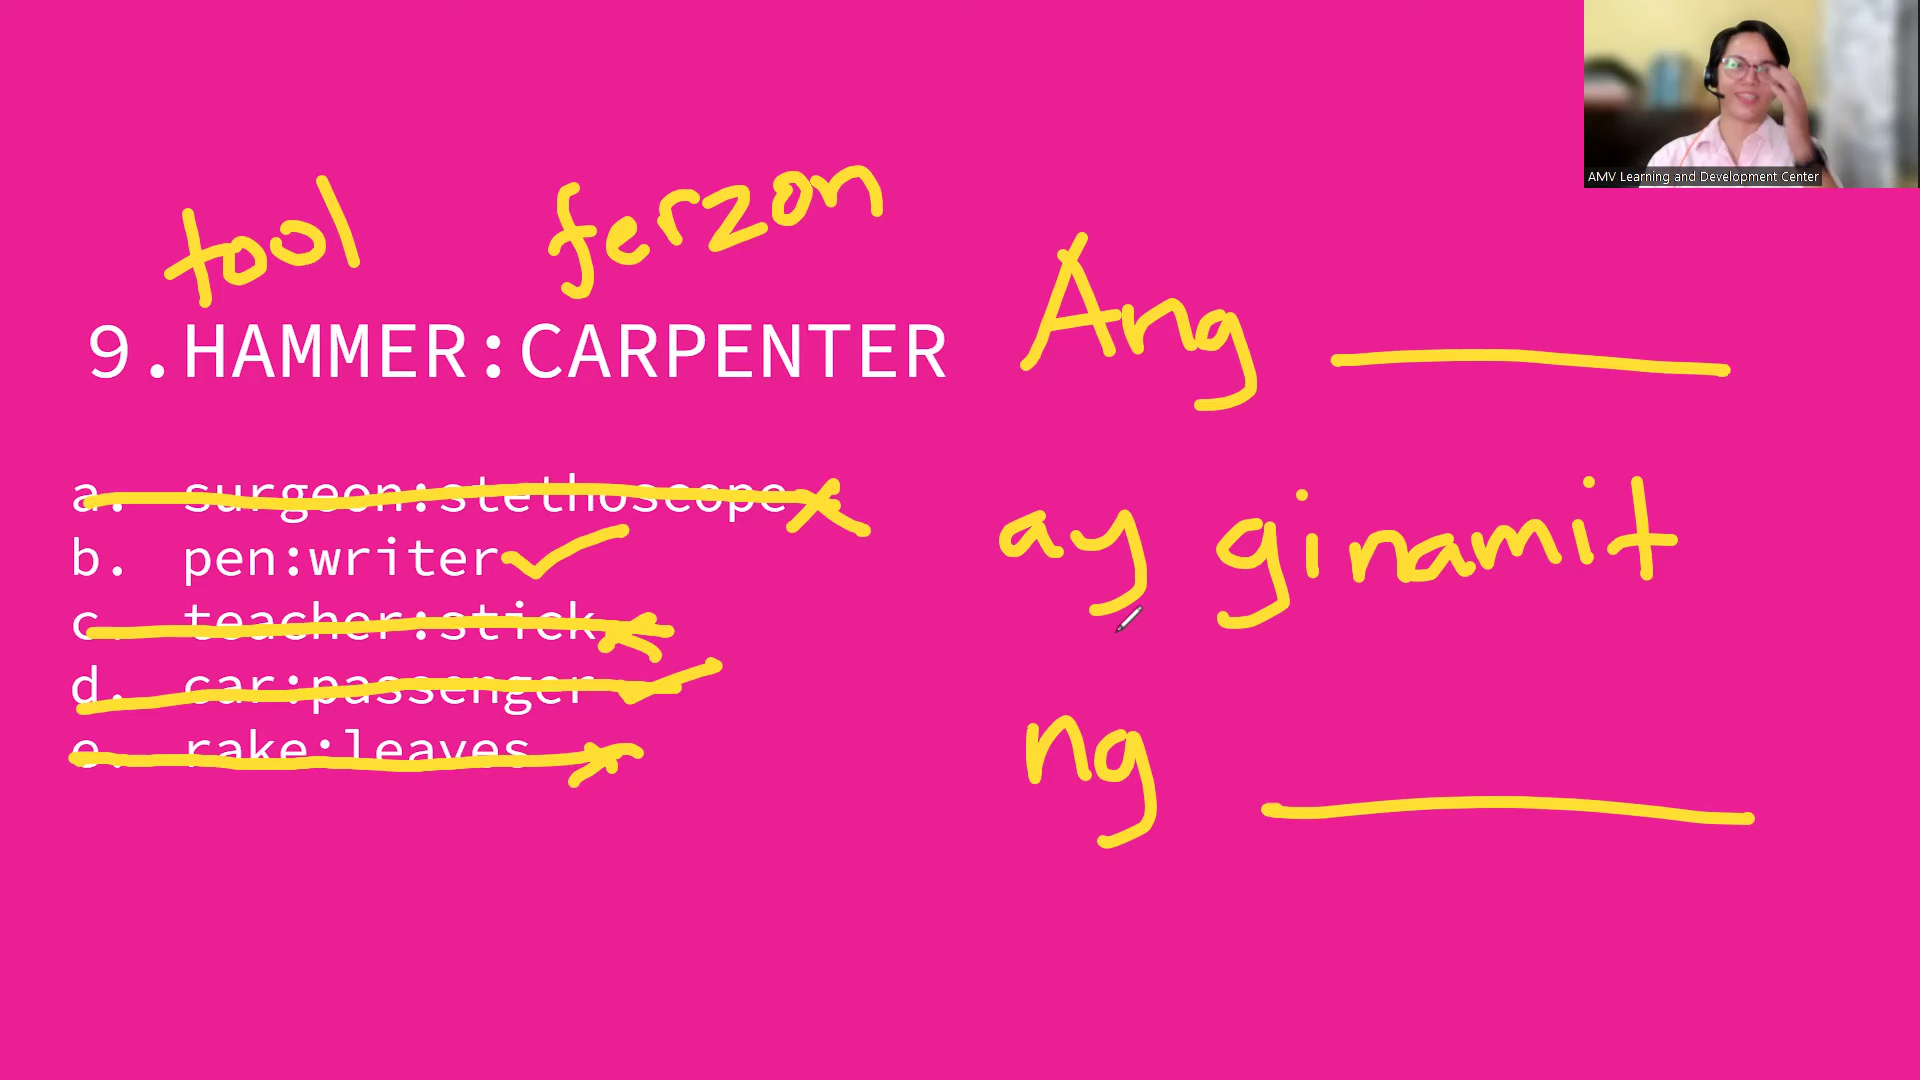 AMV Learning and Development Center
tool ferzon
9.HAMMER:CARPENTER
a. surgeon:stethoscope
b. pen:writer
c. teacher:stick
d. car:passenger
e. rake:leaves
Ang
ay ginamit
ng